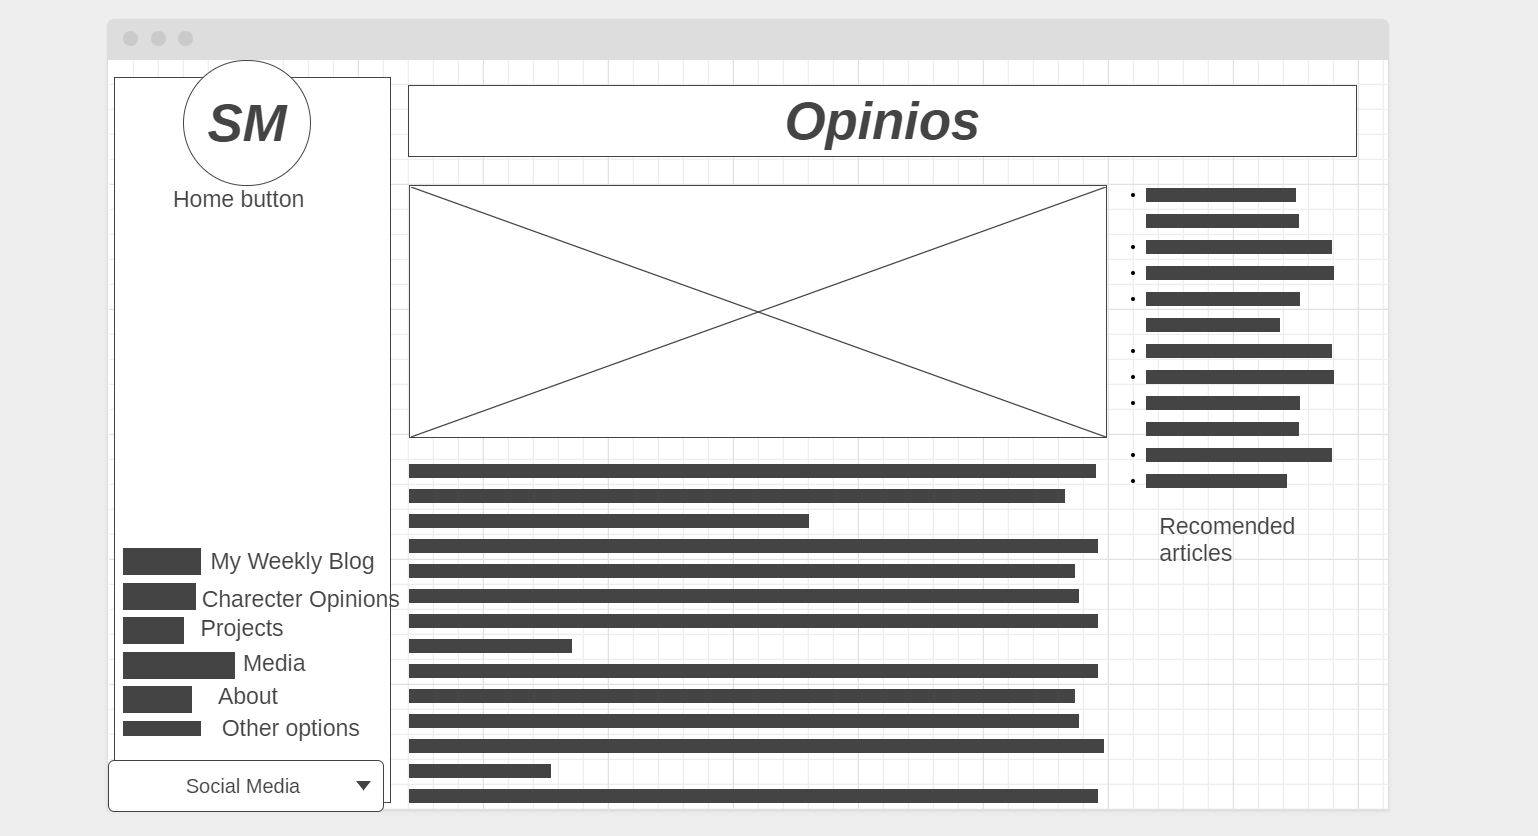 SM
Home button
Opinios
Recomended
articles
My Weekly Blog
Charecter Opinions
Projects
Media
About
Other options
Social Media